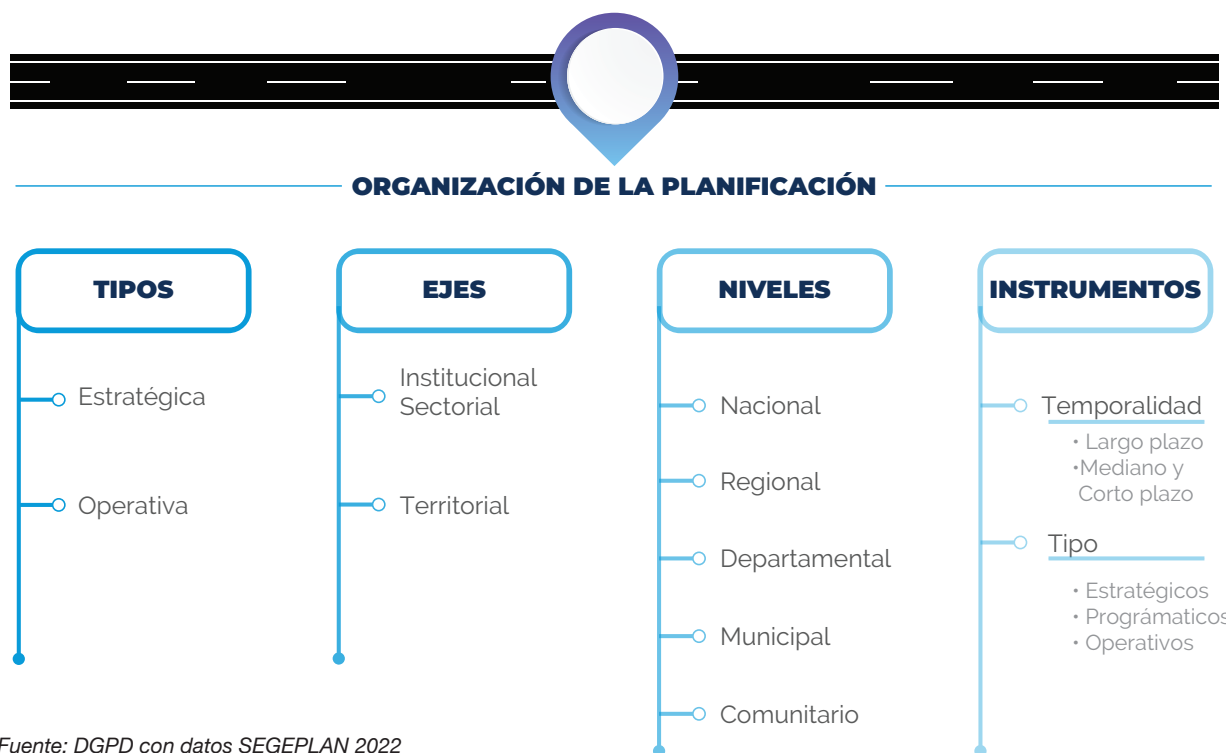 ORGANIZACIÓN DE LA PLANIFICACIÓN
TIPOS
Estratégica
Operativa
EJES
Institucional
Sectorial
Territorial
NIVELES
Nacional
Regional
Departamental
Municipal
Comunitario
INSTRUMENTOS
Temporalidad
• Largo plazo
•Mediano y
Corto plazo
Tipo
• Estratégicos
• Prográmaticos
• Operativos
Fuente: DGPD con datos SEGEPLAN 2022